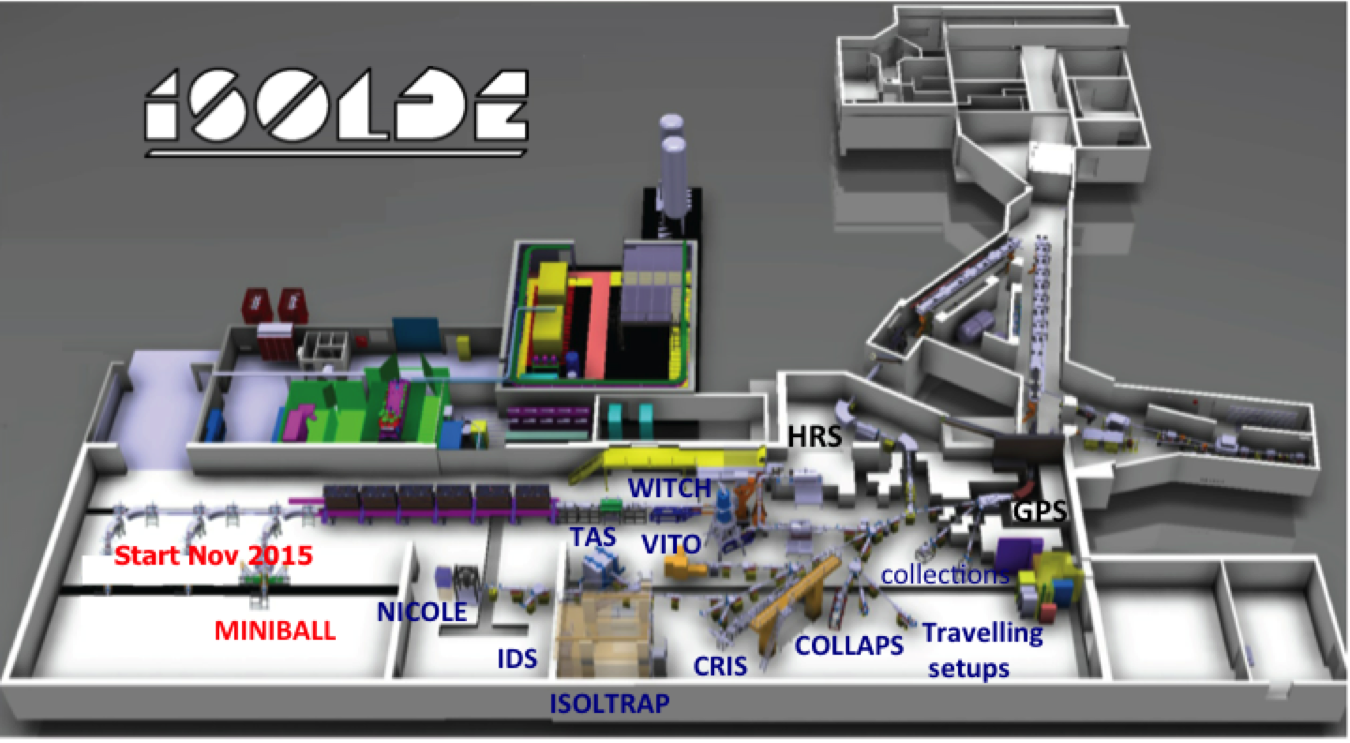 ISOLDE
HRS
WITCH
GPS
TAS
VITO
Start Nov 2015
collections
NICOLE
MINIBALL
Travelling
setups
COLLAPS
IDS
CRIS
ISOLTRAP